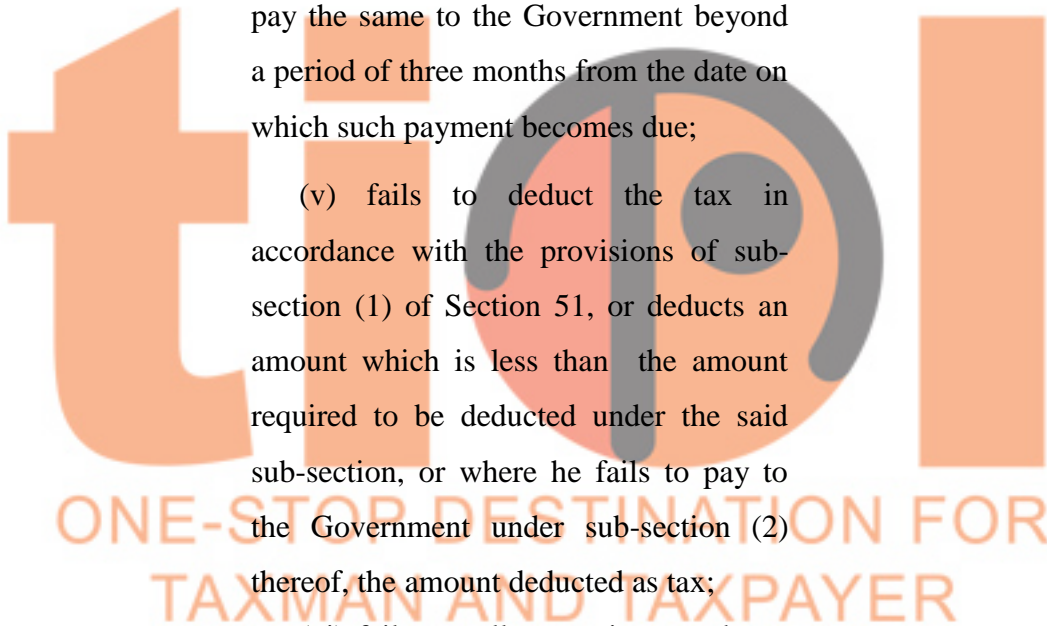 pay the same to the Government beyond
a period of three months from the date on
which such payment becomes due;
(v) fails to deduct the tax in
accordance with the provisions of sub-
section (1) of Section 51, or deducts an
amount which is less than the amount
required to be deducted under the said
sub-section, or where he fails to pay to
the Government under sub-section (2)
thereof, the amount deducted as tax;
tiol
ONE-STOP DESTINATION FOR
TAXMAN AND TAXPAYER